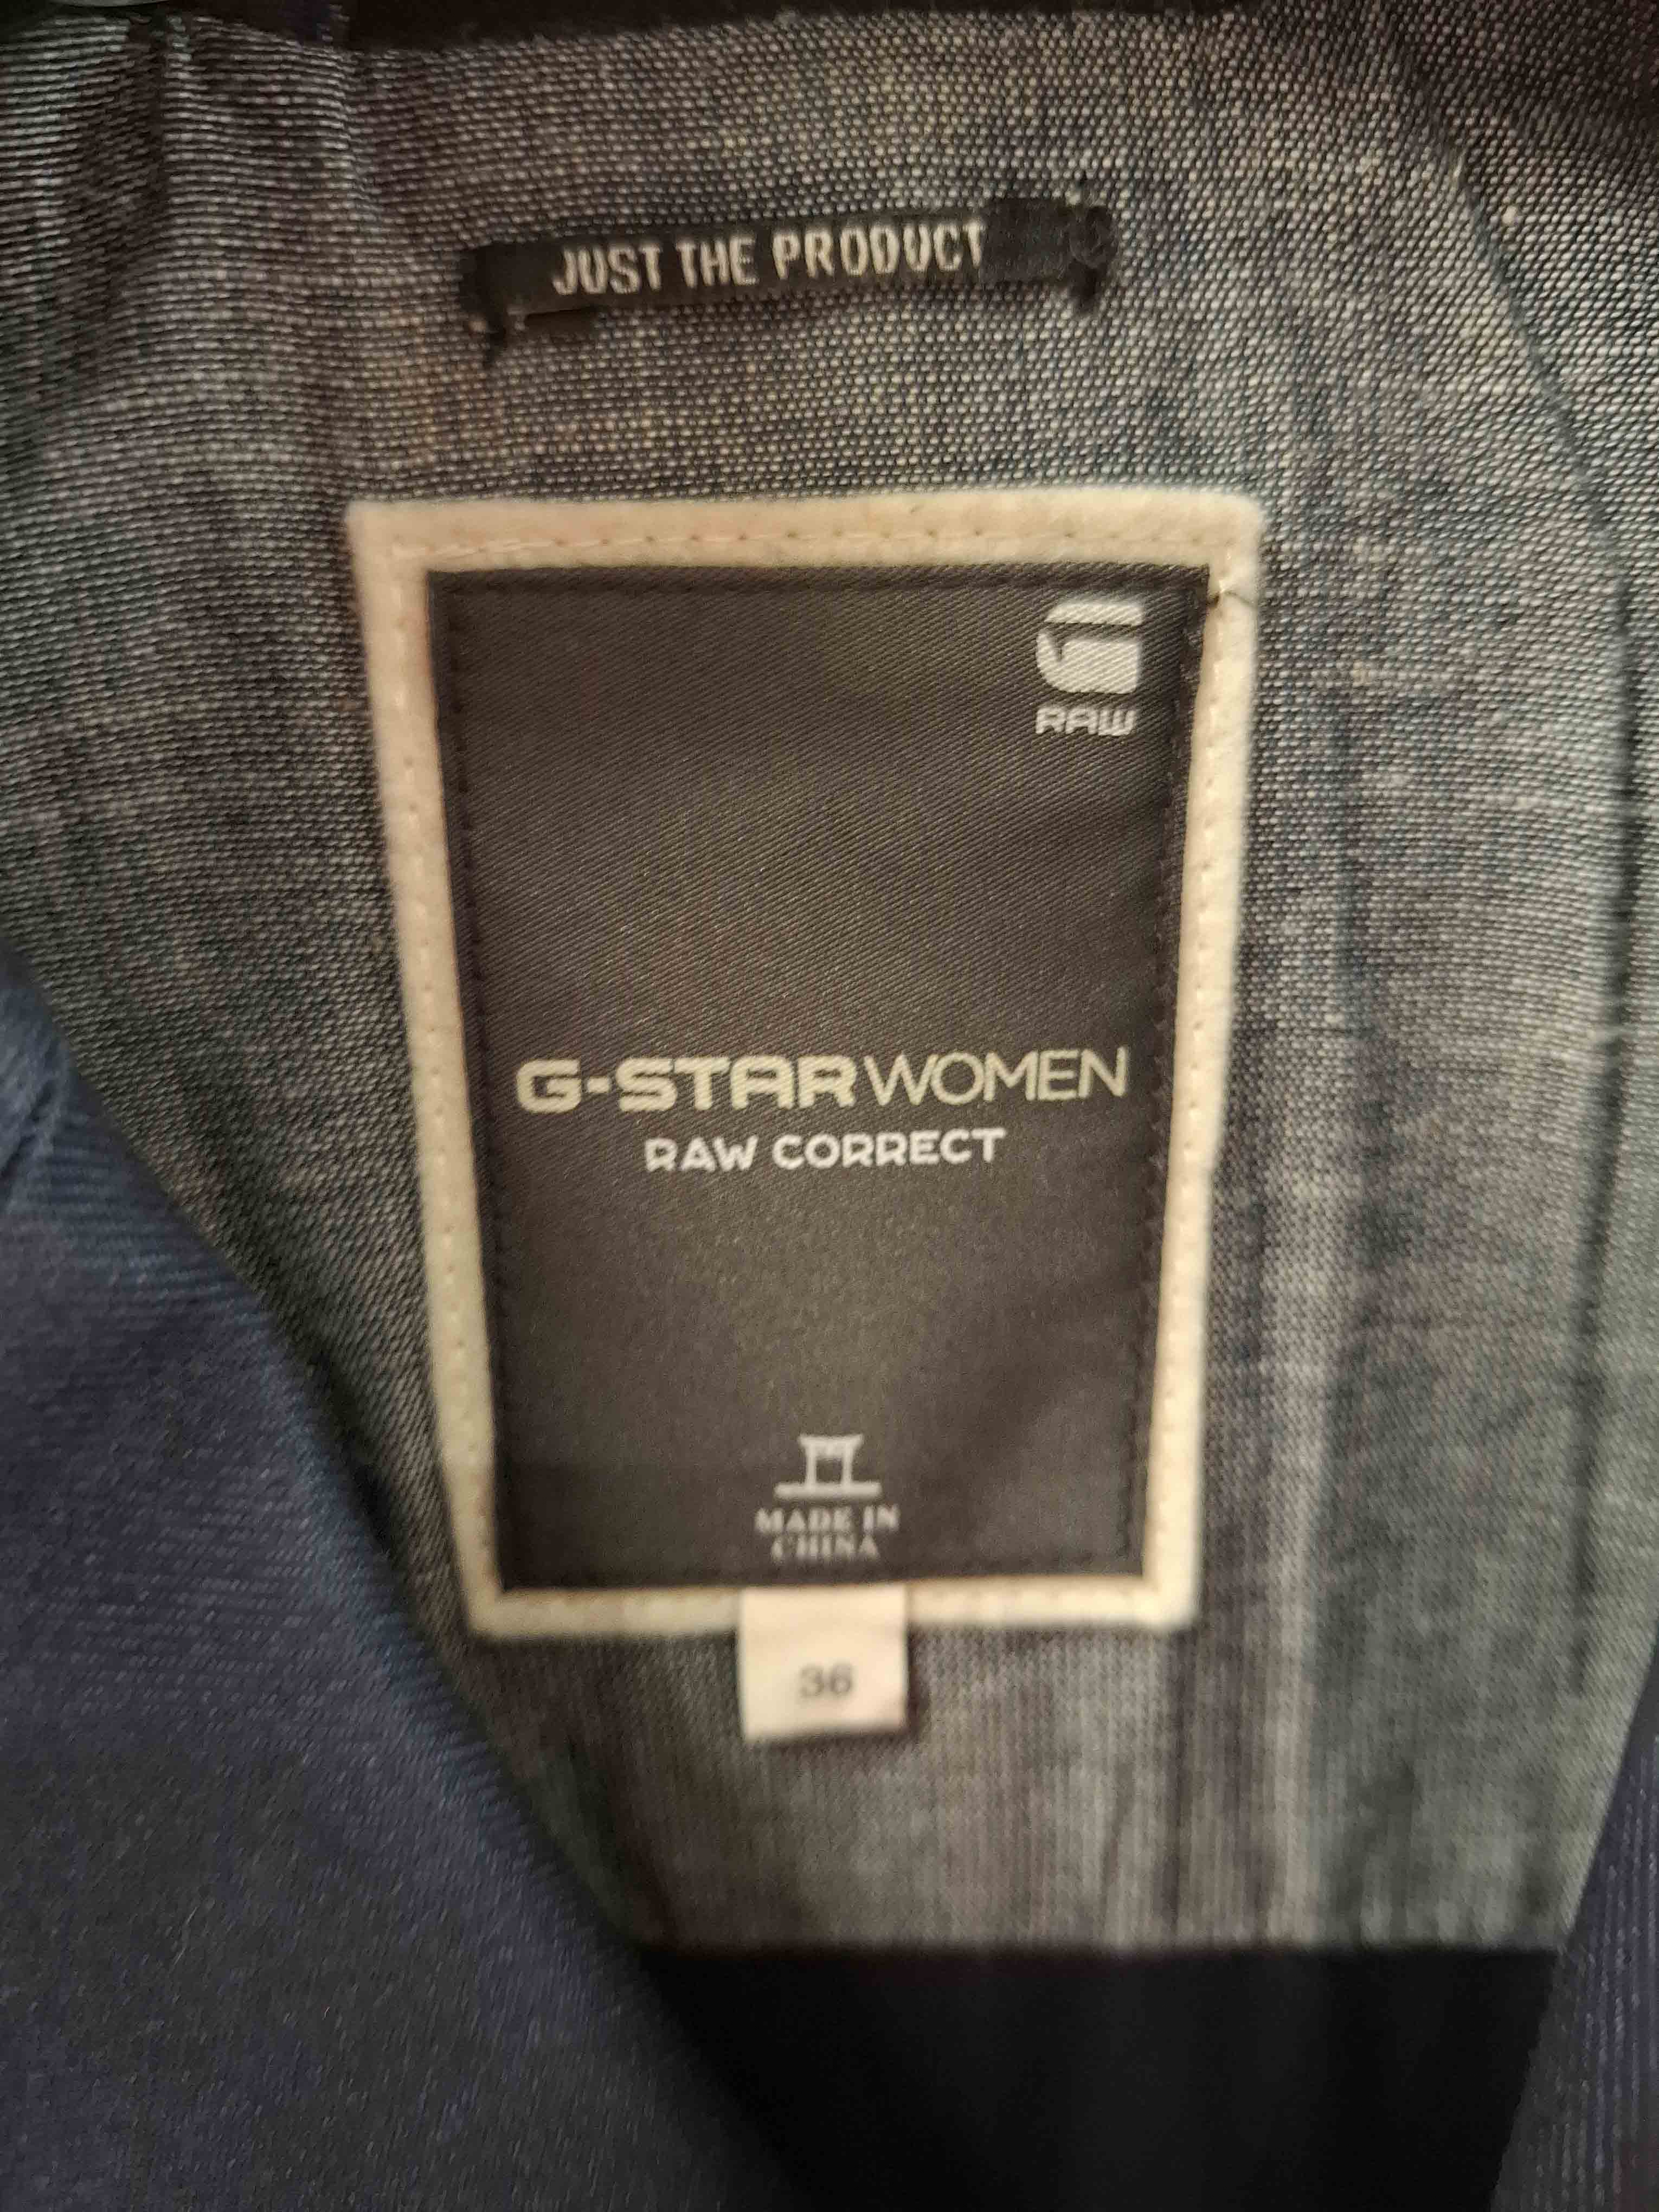 JUST THE PRODUCT
RAW
G-STAR WOMEN
RAW CORRECT
MADE IN
CHINA
36